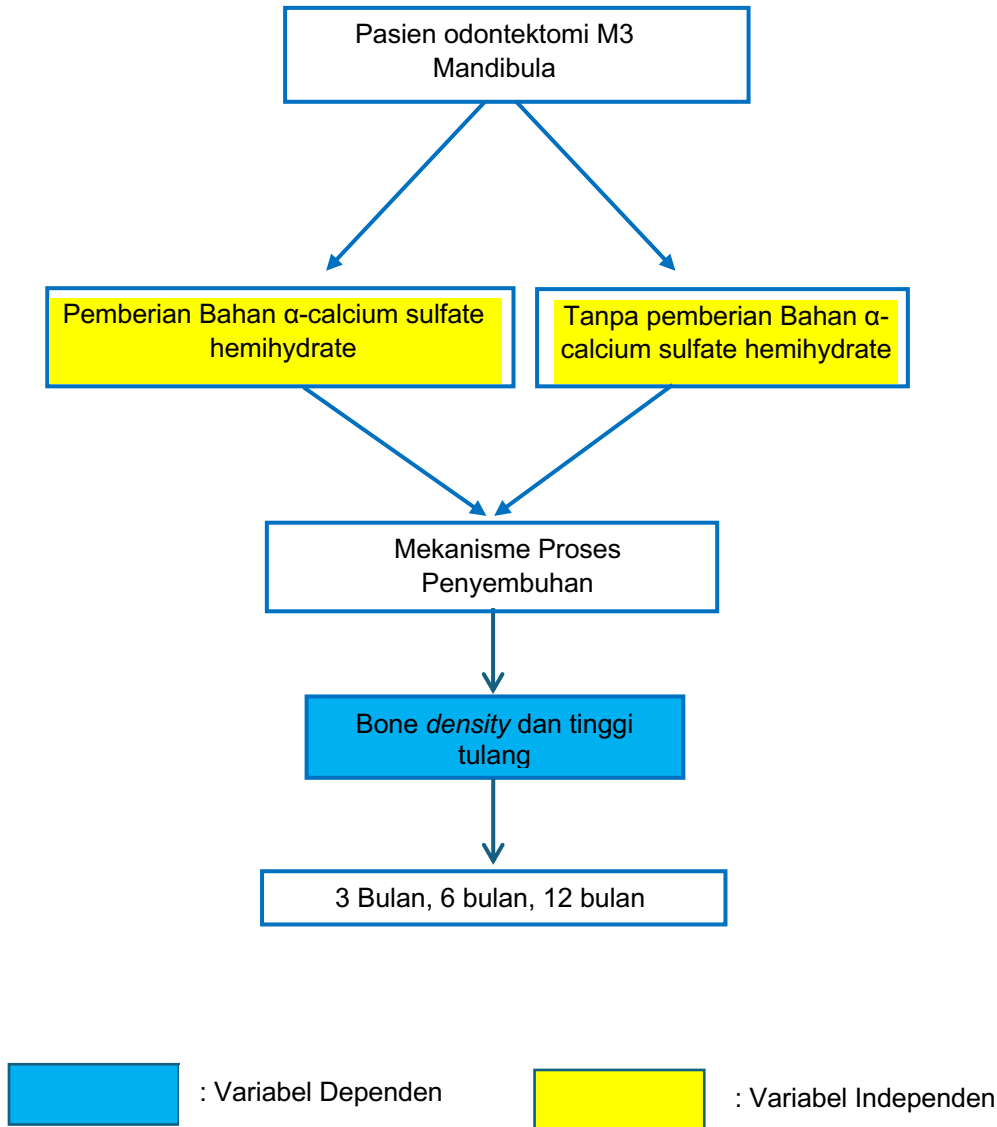 Pasien odontektomi M3
Mandibula
Pemberian Bahan α-calcium sulfate
hemihydrate
Tanpa pemberian Bahan α-
calcium sulfate hemihydrate
Mekanisme Proses
Penyembuhan
Bone density dan tinggi
tulang
3 Bulan, 6 bulan, 12 bulan
: Variabel Dependen
: Variabel Independen